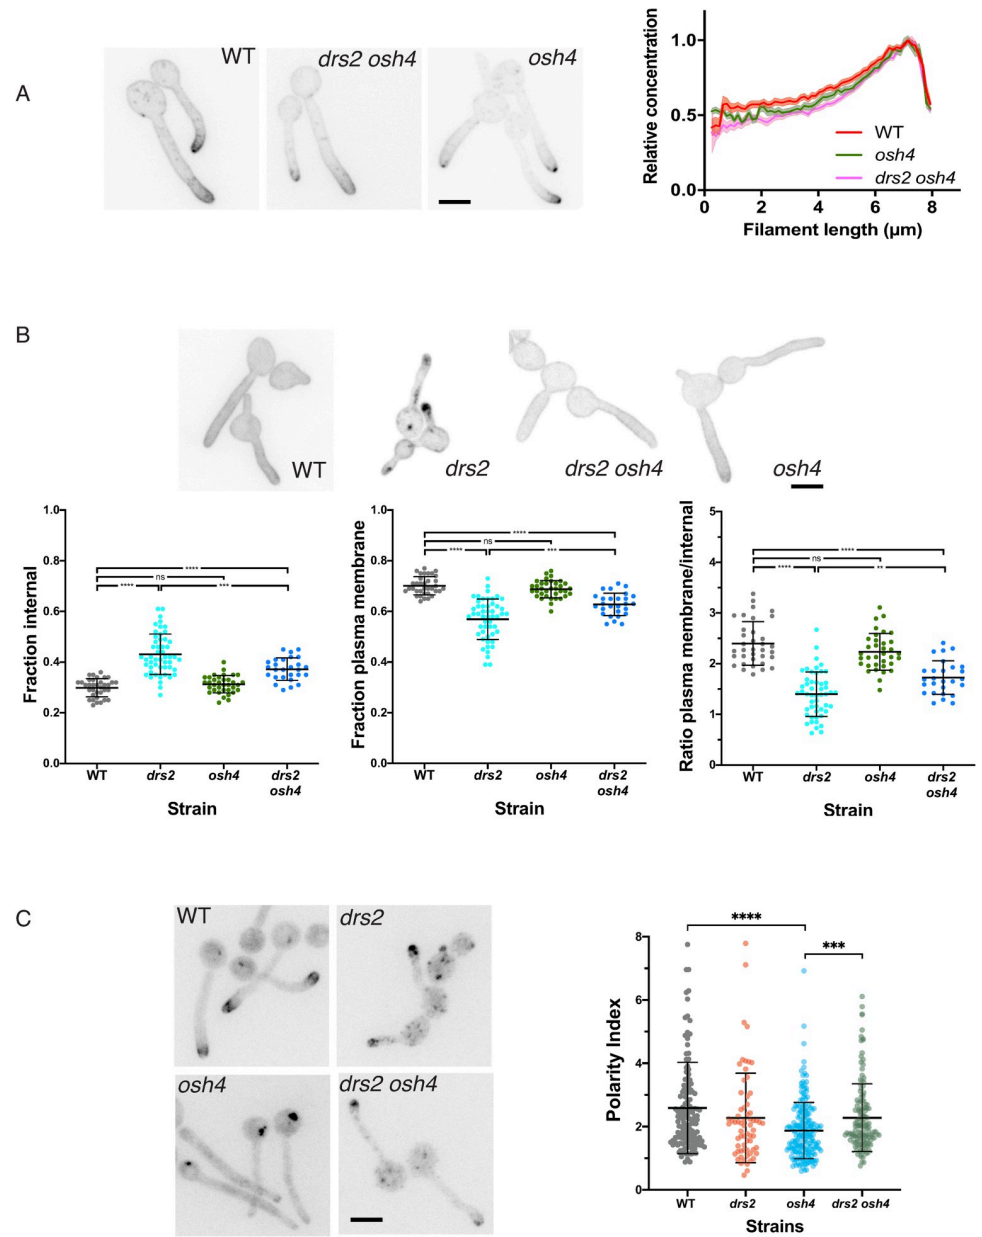 A
WT
drs2 osh4
osh4
Relative concentration
1.0
0.5
0.0
0
2
4
6
8
Filament length (µm)
WT
osh4
drs2 osh4
B
WT
drs2
drs2 osh4
osh4
Fraction internal
1.0
0.8
0.6
0.4
0.2
0.0
****
ns
**** ***
WT drs2 osh4 drs2
osh4
Strain
Fraction plasma membrane
1.0
0.8
0.6
0.4
0.2
0.0
****
ns
**** ***
WT drs2 osh4 drs2
osh4
Strain
Ratio plasma membrane/internal
5
4
3
2
1
0
****
ns
**** **
WT drs2 osh4 drs2
osh4
Strain
C
WT
drs2
osh4
drs2 osh4
Polarity Index
8
6
4
2
0
****
***
WT drs2 osh4 drs2 osh4
Strains